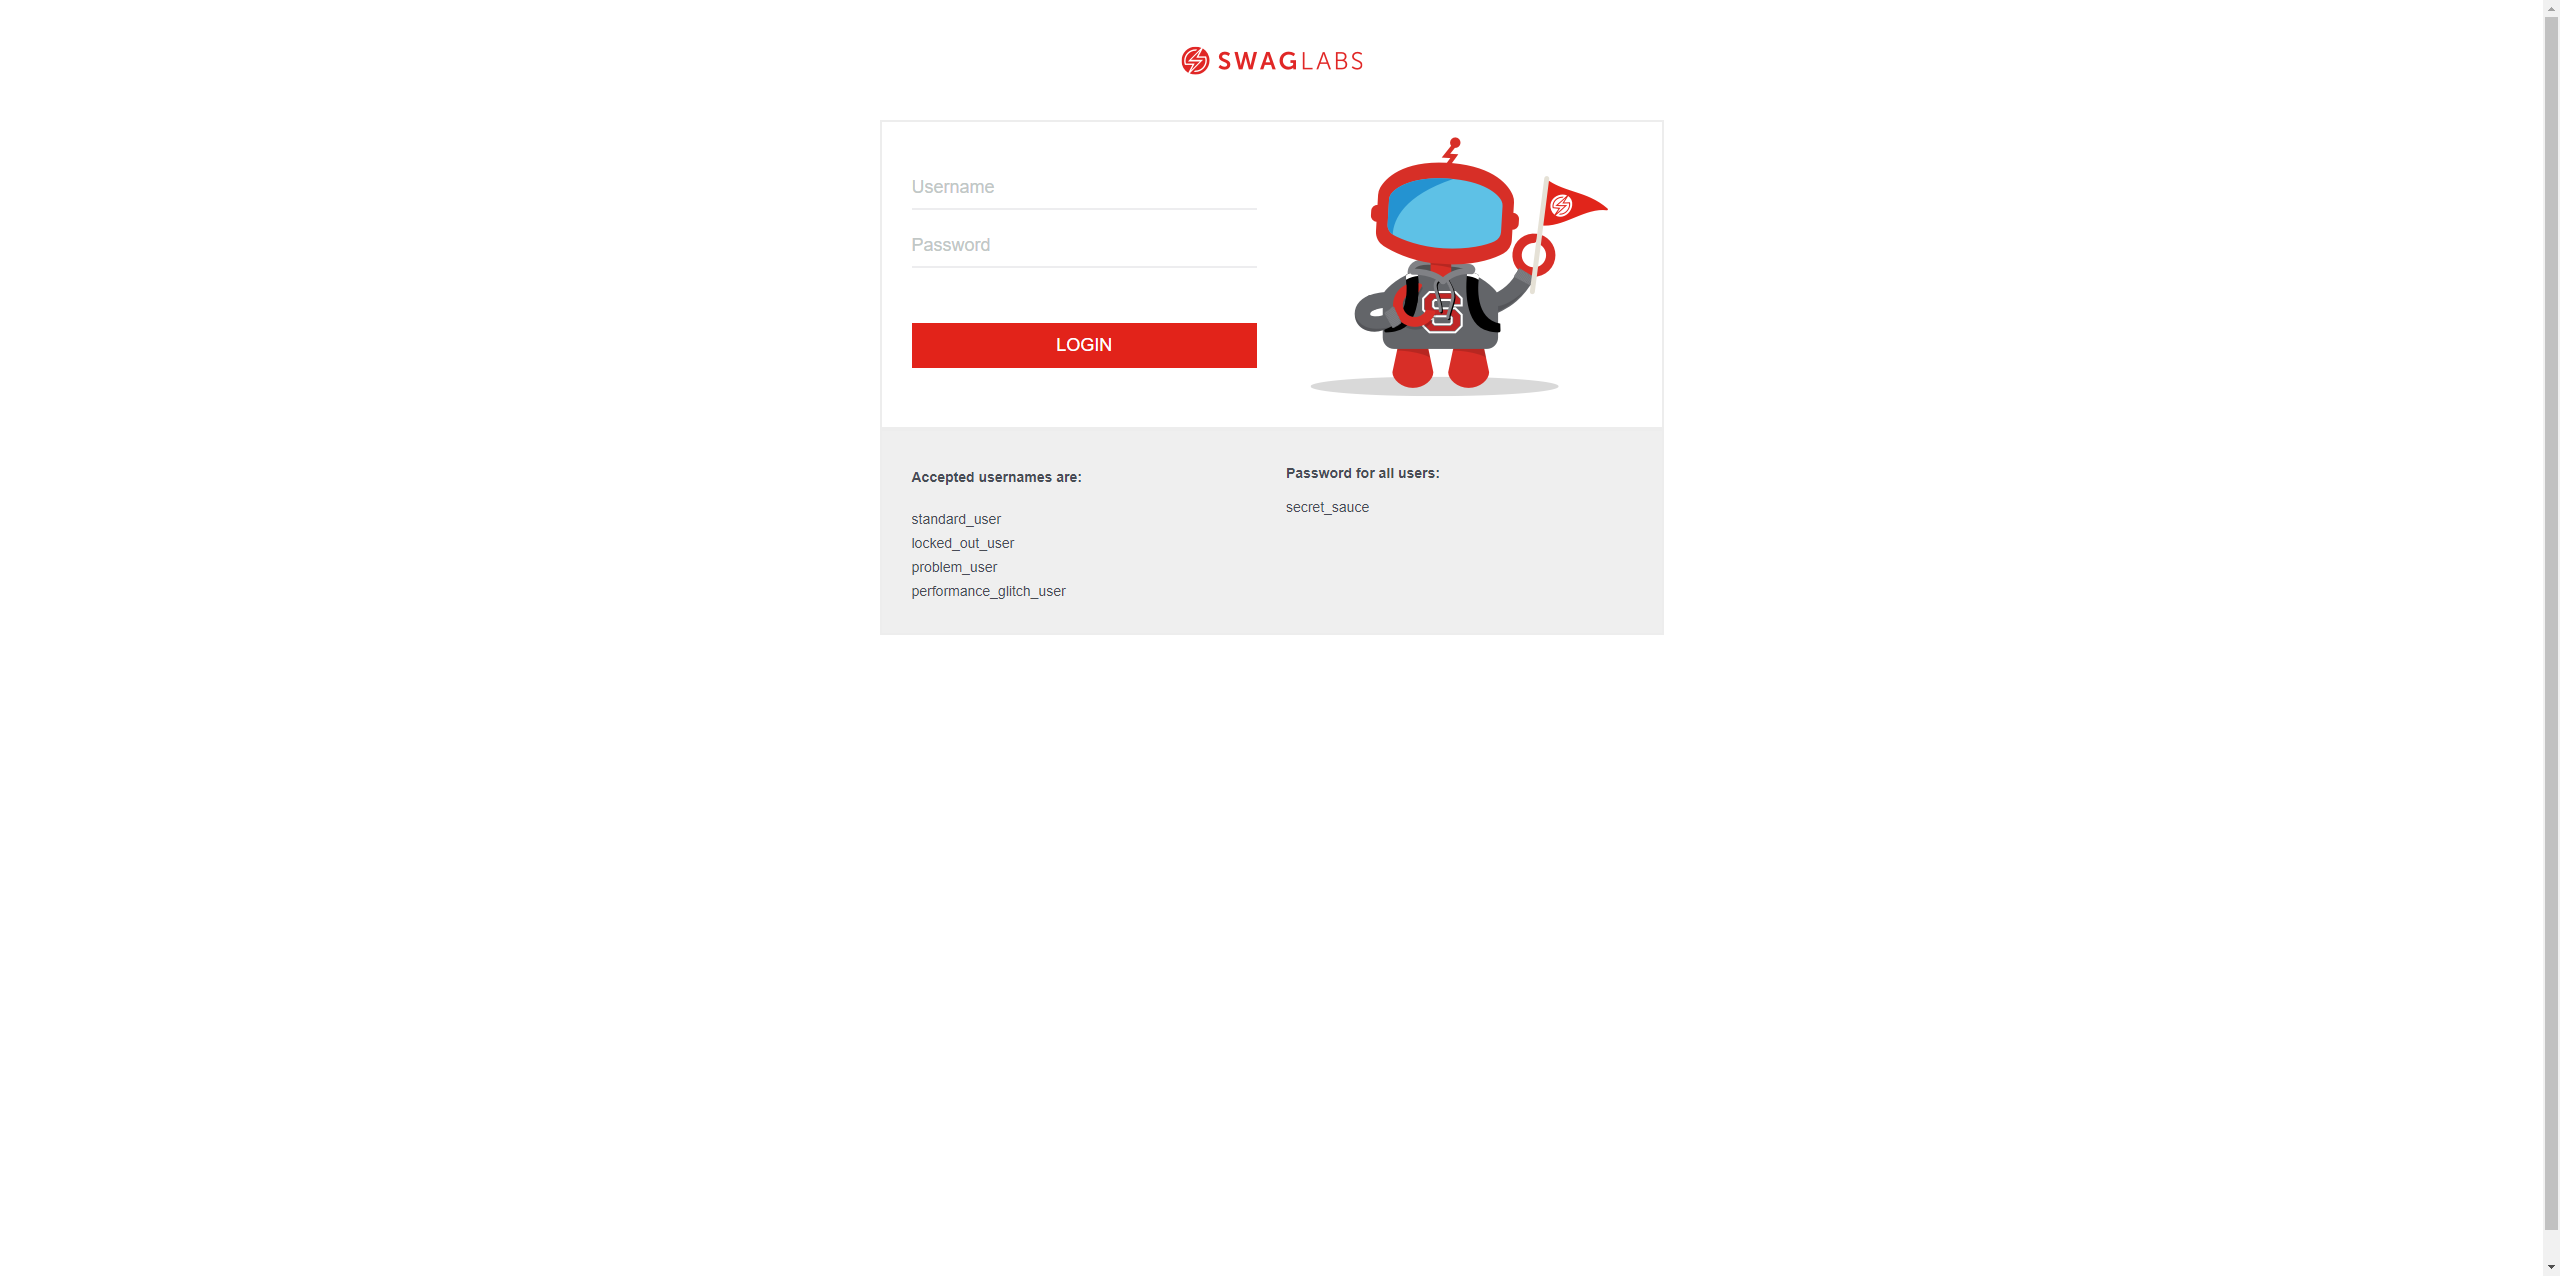 SWAGLABS
Username
Password
LOGIN
S
Accepted usernames are:
standard_user
locked_out_user
problem_user
performance_glitch_user
Password for all users:
secret_sauce